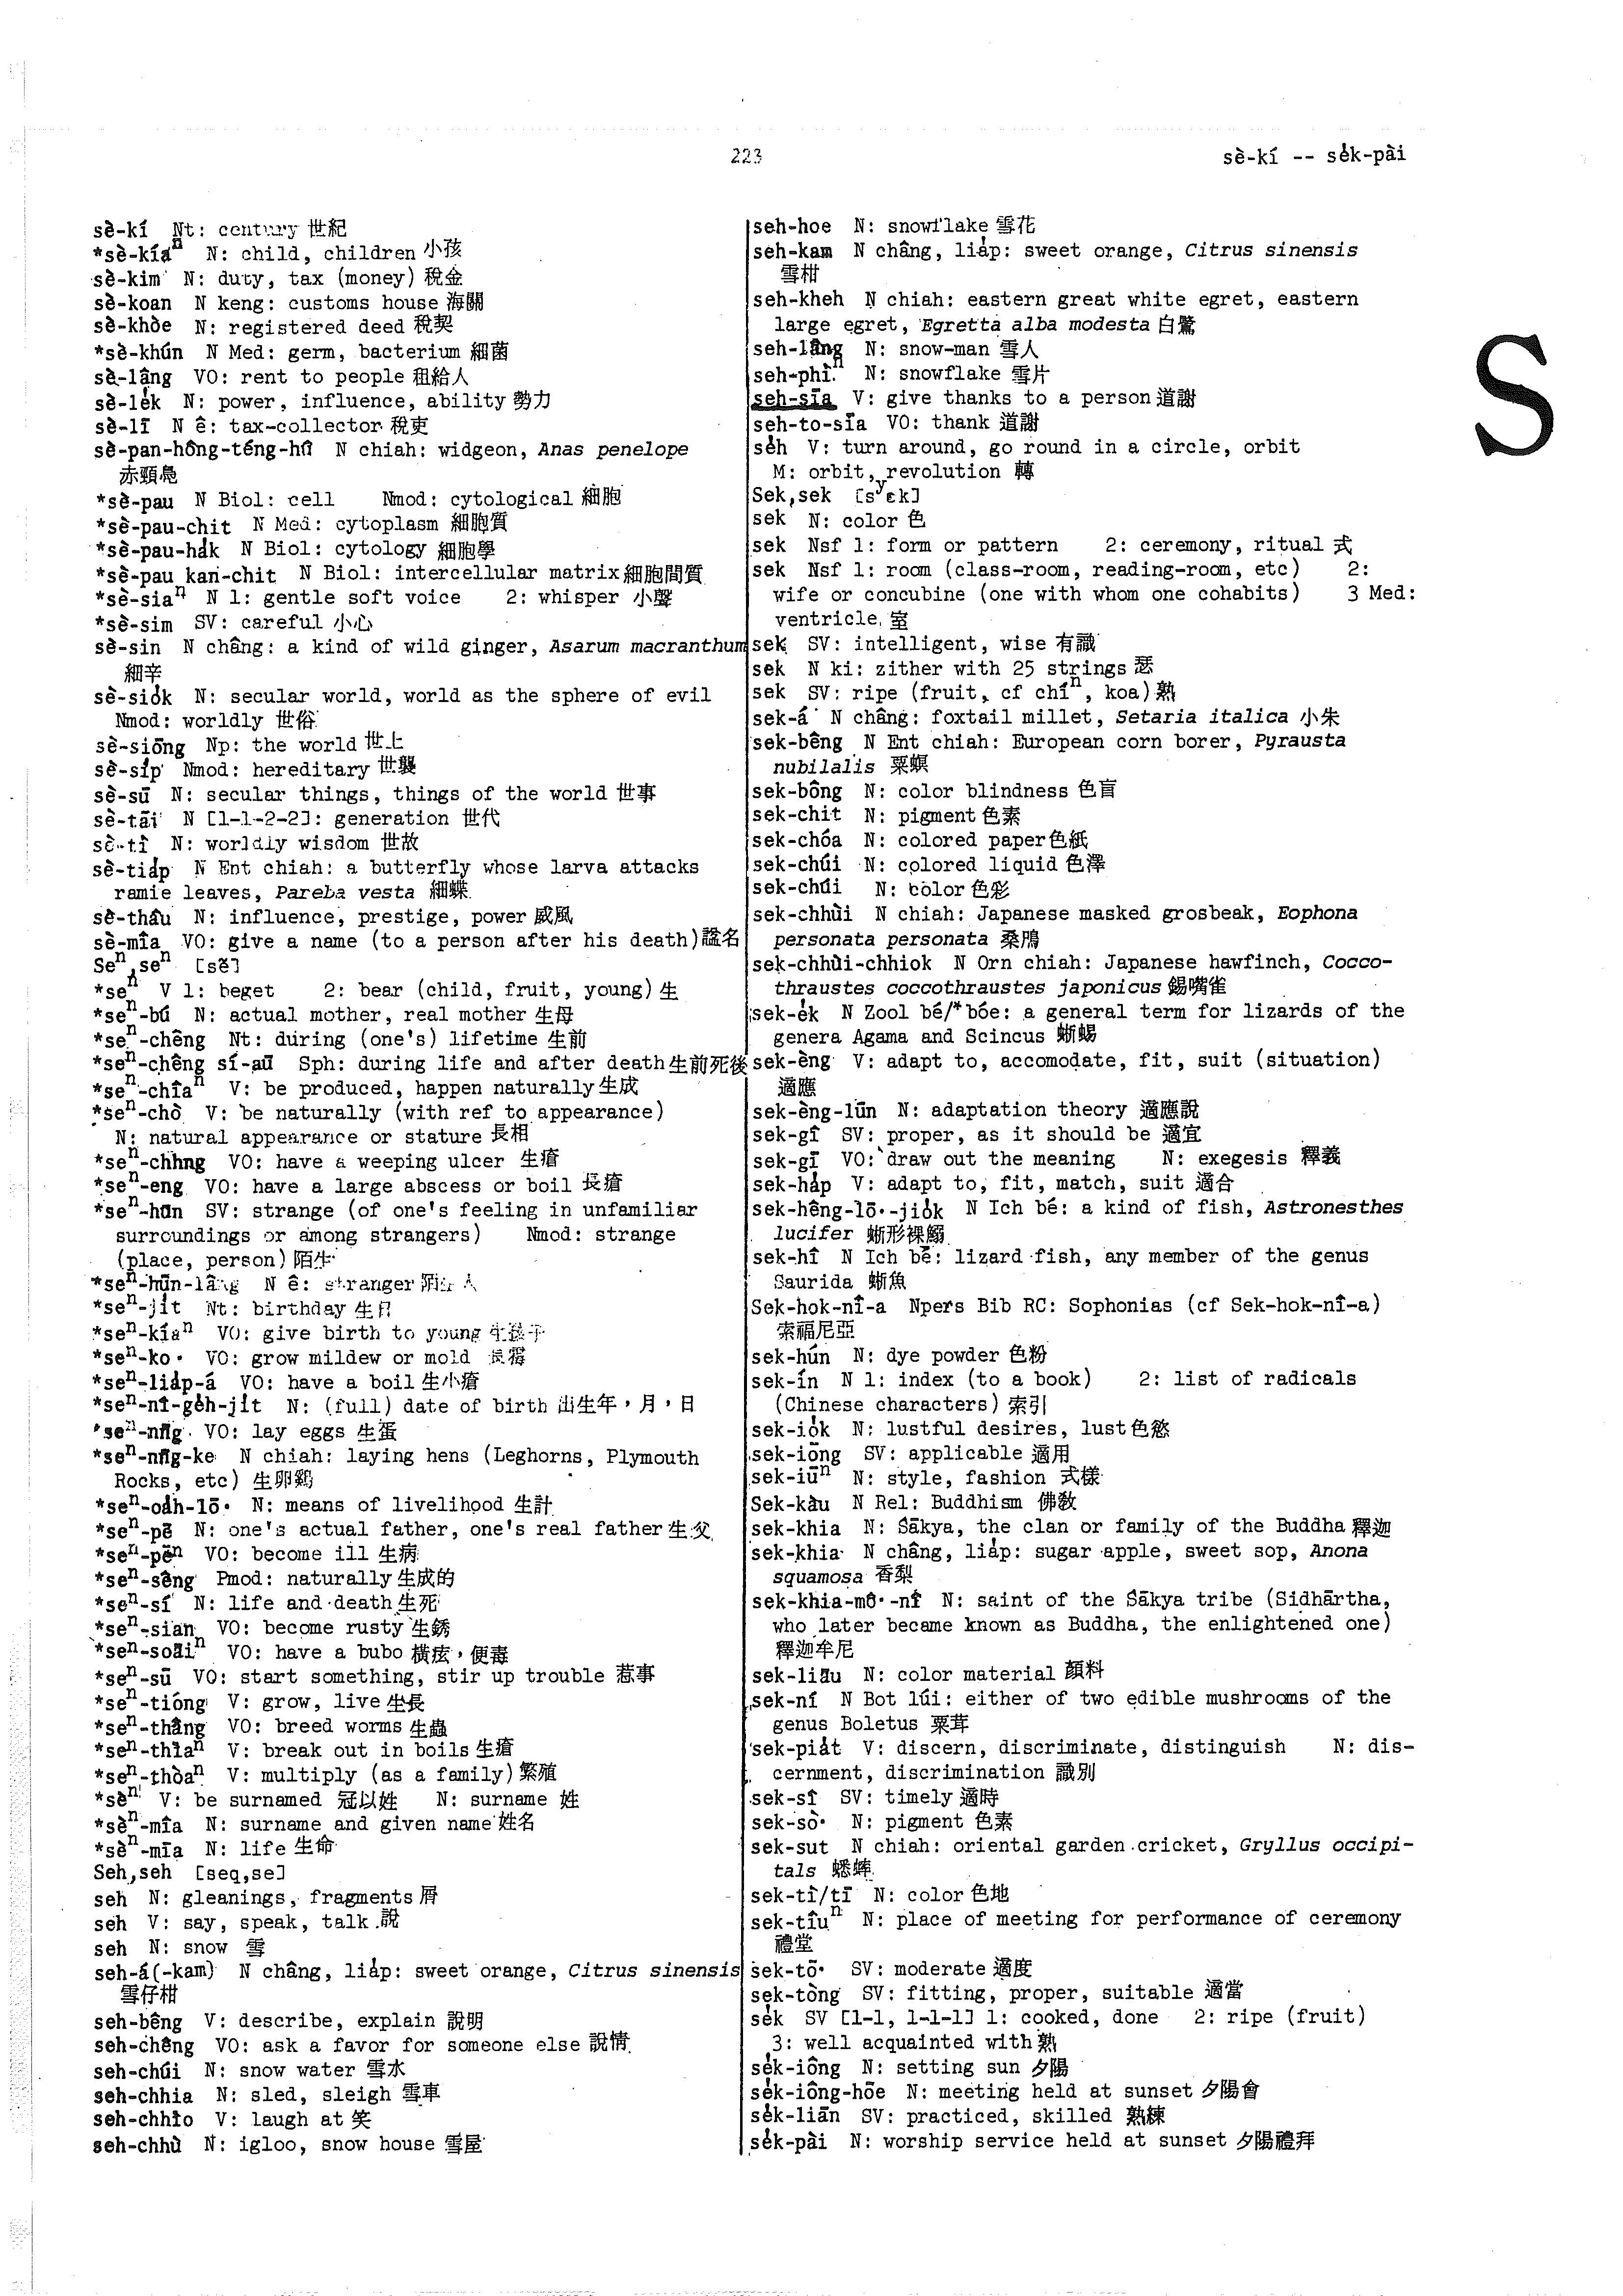 223
sè-kí -- se̍k-pài
S
sè-kí Nt: century 世紀
*sè-kíaⁿ N: child, children 小孩
sè-kim N: duty, tax (money) 稅金
sè-koan N keng: customs house 海關
sè-khòe N: registered deed 稅契
*sè-khún N Med: germ, bacterium 細菌
sè-lâng VO: rent to people 租給人
sè-le̍k N: power, influence, ability 勢力
sè-lī N ê: tax-collector 稅吏
sè-pan-hông-téng-hû N chiah: widgeon, Anas penelope
赤頸鳧
*sè-pau N Biol: cell Nmod: cytological 細胞
*sè-pau-chit N Med: cytoplasm 細胞質
*sè-pau-ha̍k N Biol: cytology 細胞學
*sè-pau kan-chit N Biol: intercellular matrix 細胞間質
*sè-siaⁿ N 1: gentle soft voice 2: whisper 小聲
*sè-sim SV: careful 小心
sè-sin N châng: a kind of wild ginger, Asarum macranthum
細辛
sè-sio̍k N: secular world, world as the sphere of evil
Nmod: worldly 世俗
sè-siōng Np: the world 世上
sè-si̍p Nmod: hereditary 世襲
sè-sū N: secular things, things of the world 世事
sè-tāi N [1-1-2-2]: generation 世代
sè-tì N: worldly wisdom 世故
sè-tia̍p N Ent chiah: a butterfly whose larva attacks
ramie leaves, Pareba vesta 細蝶
sè-thâu N: influence, prestige, power 威風
sè-mîa VO: give a name (to a person after his death) 諡名
Seⁿ,seⁿ [sẽ]
*seⁿ V 1: beget 2: bear (child, fruit, young) 生
*seⁿ-bú N: actual mother, real mother 生母
*seⁿ-chêng Nt: during (one's) lifetime 生前
*seⁿ-chêng sí-aū Sph: during life and after death 生前死後
*seⁿ-chîaⁿ V: be produced, happen naturally 生成
*seⁿ-chò V: be naturally (with ref to appearance)
N: natural appearance or stature 長相
*seⁿ-chhng VO: have a weeping ulcer 生瘡
*seⁿ-eng VO: have a large abscess or boil 長瘡
*seⁿ-hūn SV: strange (of one's feeling in unfamiliar
surroundings or among strangers) Nmod: strange
(place, person) 陌生
*seⁿ-hūn-lâng N ê: stranger 陌生人
*seⁿ-ji̍t Nt: birthday 生日
*seⁿ-kíaⁿ VO: give birth to young 生孩子
*seⁿ-ko· VO: grow mildew or mold 長霉
*seⁿ-lia̍p-á VO: have a boil 生小瘡
*seⁿ-nî-ge̍h-ji̍t N: (full) date of birth 出生年，月，日
*seⁿ-nn̄g VO: lay eggs 生蛋
*seⁿ-nn̄g-ke N chiah: laying hens (Leghorns, Plymouth
Rocks, etc) 生卵鷄
*seⁿ-oa̍h-lō· N: means of livelihood 生計
*seⁿ-pē N: one's actual father, one's real father 生父
*seⁿ-pēⁿ VO: become ill 生病
*seⁿ-sêng Pmod: naturally 生成的
*seⁿ-sí N: life and death 生死
*seⁿ-sian VO: become rusty 生銹
*seⁿ-soāiⁿ VO: have a bubo 橫痃，便毒
*seⁿ-sū VO: start something, stir up trouble 惹事
*seⁿ-tióng V: grow, live 生長
*seⁿ-thâng VO: breed worms 生蟲
*seⁿ-thiàⁿ V: break out in boils 生瘡
*seⁿ-thòaⁿ V: multiply (as a family) 繁殖
*sèⁿ V: be surnamed 冠以姓 N: surname 姓
*sèⁿ-mîa N: surname and given name 姓名
*sèⁿ-mīa N: life 生命
Seh,seh [seq,se]
seh N: gleanings, fragments 屑
seh V: say, speak, talk 說
seh N: snow 雪
seh-á(-kam) N châng, lia̍p: sweet orange, Citrus sinensis
雪仔柑
seh-bêng V: describe, explain 說明
seh-chêng VO: ask a favor for someone else 說情
seh-chúi N: snow water 雪水
seh-chhia N: sled, sleigh 雪車
seh-chhìo V: laugh at 笑
seh-chhù N: igloo, snow house 雪屋
seh-hoe N: snowflake 雪花
seh-kam N châng, lia̍p: sweet orange, Citrus sinensis
雪柑
seh-kheh N chiah: eastern great white egret, eastern
large egret, Egretta alba modesta 白鷺
seh-lâng N: snow-man 雪人
seh-phìⁿ N: snowflake 雪片
seh-sīa V: give thanks to a person 道謝
seh-to-sīa VO: thank 道謝
se̍h V: turn around, go round in a circle, orbit
M: orbit, revolution 轉
Sek,sek [sʸɛk]
sek N: color 色
sek Nsf 1: form or pattern 2: ceremony, ritual 式
sek Nsf 1: room (class-room, reading-room, etc) 2:
wife or concubine (one with whom one cohabits) 3 Med:
ventricle 室
sek SV: intelligent, wise 有識
sek N ki: zither with 25 strings 瑟
sek SV: ripe (fruit, cf chíⁿ, koa) 熟
sek-á N châng: foxtail millet, Setaria italica 小朱
sek-bêng N Ent chiah: European corn borer, Pyrausta
nubilalis 粟螟
sek-bông N: color blindness 色盲
sek-chit N: pigment 色素
sek-chóa N: colored paper 色紙
sek-chúi N: colored liquid 色澤
sek-chúi N: color 色彩
sek-chhùi N chiah: Japanese masked grosbeak, Eophona
personata personata 桑鳲
sek-chhùi-chhiok N Orn chiah: Japanese hawfinch, Cocco-
thraustes coccothraustes japonicus 錫嘴雀
sek-e̍k N Zool bé/*bóe: a general term for lizards of the
genera Agama and Scincus 蜥蜴
sek-èng V: adapt to, accomodate, fit, suit (situation)
適應
sek-èng-lūn N: adaptation theory 適應說
sek-gî SV: proper, as it should be 適宜
sek-gī VO: draw out the meaning N: exegesis 釋義
sek-ha̍p V: adapt to, fit, match, suit 適合
sek-hêng-lō·-jio̍k N Ich bé: a kind of fish, Astronesthes
lucifer 蜥形裸鰯
sek-hî N Ich bé: lizard fish, any member of the genus
Saurida 蜥魚
Sek-hok-nî-a Npers Bib RC: Sophonias (cf Sek-hok-nî-a)
索福尼亞
sek-hún N: dye powder 色粉
sek-ín N 1: index (to a book) 2: list of radicals
(Chinese characters) 索引
sek-io̍k N: lustful desires, lust 色慾
sek-iōng SV: applicable 適用
sek-iūⁿ N: style, fashion 式樣
Sek-kàu N Rel: Buddhism 佛教
sek-khia N: Śākya, the clan or family of the Buddha 釋迦
sek-khia N châng, lia̍p: sugar apple, sweet sop, Anona
squamosa 香梨
sek-khia-mô·-nî N: saint of the Śākya tribe (Sidhārtha,
who later became known as Buddha, the enlightened one)
釋迦牟尼
sek-liāu N: color material 顏料
sek-ní N Bot lúi: either of two edible mushrooms of the
genus Boletus 粟茸
sek-pia̍t V: discern, discriminate, distinguish N: dis-
cernment, discrimination 識別
sek-sî SV: timely 適時
sek-sò· N: pigment 色素
sek-sut N chiah: oriental garden cricket, Gryllus occipi-
tals 蟋蟀
sek-tì/tī N: color 色地
sek-tîuⁿ N: place of meeting for performance of ceremony
禮堂
sek-tō· SV: moderate 適度
sek-tòng SV: fitting, proper, suitable 適當
se̍k SV [1-1, 1-1-1] 1: cooked, done 2: ripe (fruit)
3: well acquainted with 熟
se̍k-iông N: setting sun 夕陽
se̍k-iông-hōe N: meeting held at sunset 夕陽會
se̍k-liān SV: practiced, skilled 熟練
se̍k-pài N: worship service held at sunset 夕陽禮拜